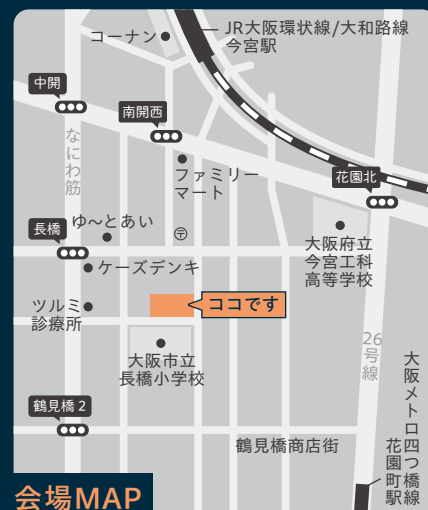 コーナン
JR大阪環状線/大和路線
今宮駅
中開
南開西
なにわ筋
ファミリー
マート
花園北
ゆ〜とあい
〒
長橋
ケーズデンキ
大阪府立
今宮工科
高等学校
ツルミ
診療所
ココです
大阪市立
長橋小学校
26号線
鶴見橋2
鶴見橋商店街
大阪メトロ四つ橋線
花園町駅
会場MAP